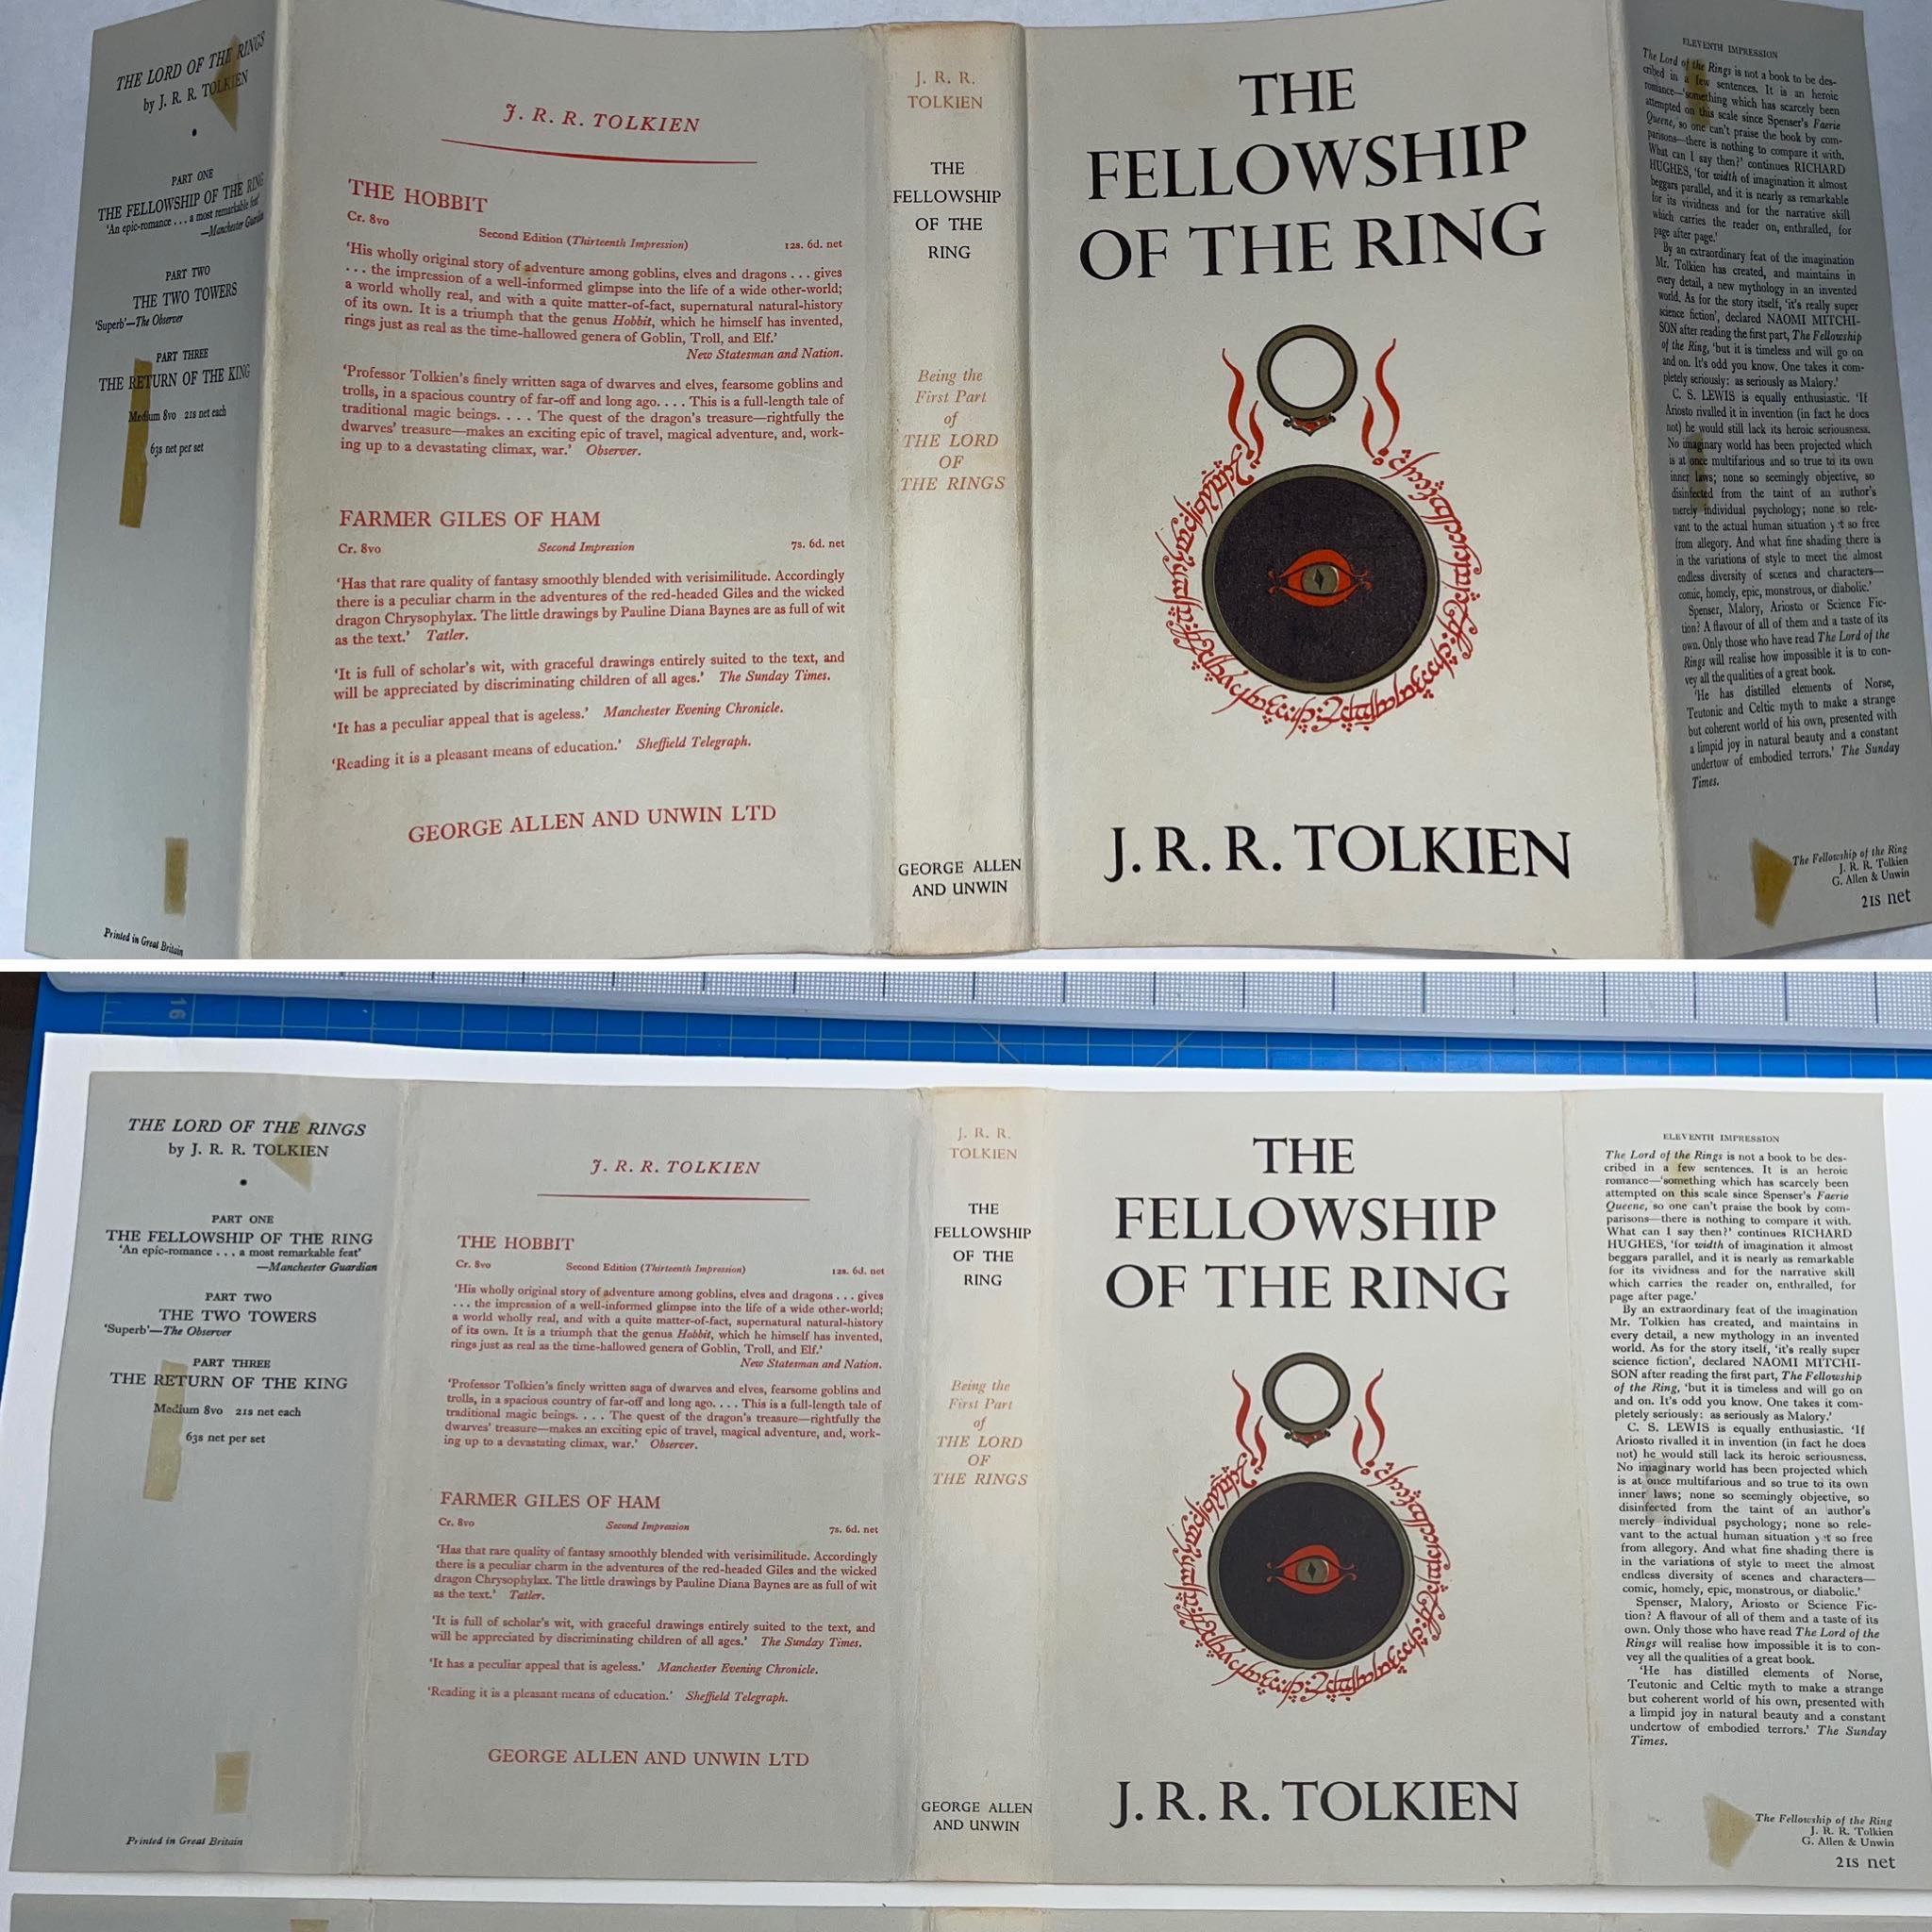 THE LORD OF THE RINGS
by J. R. R. TOLKIEN
•
PART ONE
THE FELLOWSHIP OF THE RING
'An epic-romance . . . a most remarkable feat'
—Manchester Guardian
PART TWO
THE TWO TOWERS
'Superb'—The Observer
PART THREE
THE RETURN OF THE KING
Medium 8vo 21s net each
63s net per set
Printed in Great Britain
J. R. R. TOLKIEN
THE HOBBIT
Cr. 8vo Second Edition (Thirteenth Impression) 12s. 6d. net
'His wholly original story of adventure among goblins, elves and dragons . . . gives
. . . the impression of a well-informed glimpse into the life of a wide other-world;
a world wholly real, and with a quite matter-of-fact, supernatural natural-history
of its own. It is a triumph that the genus Hobbit, which he himself has invented,
rings just as real as the time-hallowed genera of Goblin, Troll, and Elf.'
New Statesman and Nation.
'Professor Tolkien's finely written saga of dwarves and elves, fearsome goblins and
trolls, in a spacious country of far-off and long ago. . . . This is a full-length tale of
traditional magic beings. . . . The quest of the dragon's treasure—rightfully the
dwarves' treasure—makes an exciting epic of travel, magical adventure, and, work-
ing up to a devastating climax, war.' Observer.
FARMER GILES OF HAM
Cr. 8vo Second Impression 7s. 6d. net
'Has that rare quality of fantasy smoothly blended with verisimilitude. Accordingly
there is a peculiar charm in the adventures of the red-headed Giles and the wicked
dragon Chrysophylax. The little drawings by Pauline Diana Baynes are as full of wit
as the text.' Tatler.
'It is full of scholar's wit, with graceful drawings entirely suited to the text, and
will be appreciated by discriminating children of all ages.' The Sunday Times.
'It has a peculiar appeal that is ageless.' Manchester Evening Chronicle.
'Reading it is a pleasant means of education.' Sheffield Telegraph.
GEORGE ALLEN AND UNWIN LTD
J. R. R.
TOLKIEN
THE
FELLOWSHIP
OF THE
RING
Being the
First Part
of
THE LORD
OF
THE RINGS
GEORGE ALLEN
AND UNWIN
THE
FELLOWSHIP
OF THE RING
J. R. R. TOLKIEN
ELEVENTH IMPRESSION
The Lord of the Rings is not a book to be des-
cribed in a few sentences. It is an heroic
romance—'something which has scarcely been
attempted on this scale since Spenser's Faerie
Queene, so one can't praise the book by com-
parisons—there is nothing to compare it with.
What can I say then?' continues RICHARD
HUGHES, 'for width of imagination it almost
beggars parallel, and it is nearly as remarkable
for its vividness and for the narrative skill
which carries the reader on, enthralled, for
page after page.'
By an extraordinary feat of the imagination
Mr. Tolkien has created, and maintains in
every detail, a new mythology in an invented
world. As for the story itself, 'it's really super
science fiction', declared NAOMI MITCHI-
SON after reading the first part, The Fellowship
of the Ring, 'but it is timeless and will go on
and on. It's odd you know. One takes it com-
pletely seriously: as seriously as Malory.'
C. S. LEWIS is equally enthusiastic. 'If
Ariosto rivalled it in invention (in fact he does
not) he would still lack its heroic seriousness.
No imaginary world has been projected which
is at once multifarious and so true to its own
inner laws; none so seemingly objective, so
disinfected from the taint of an author's
merely individual psychology; none so rele-
vant to the actual human situation y t so free
from allegory. And what fine shading there is
in the variations of style to meet the almost
endless diversity of scenes and characters—
comic, homely, epic, monstrous, or diabolic.'
Spenser, Malory, Ariosto or Science Fic-
tion? A flavour of all of them and a taste of its
own. Only those who have read The Lord of the
Rings will realise how impossible it is to con-
vey all the qualities of a great book.
'He has distilled elements of Norse,
Teutonic and Celtic myth to make a strange
but coherent world of his own, presented with
a limpid joy in natural beauty and a constant
undertow of embodied terrors.' The Sunday
Times.
The Fellowship of the Ring
J. R. R. Tolkien
G. Allen & Unwin
21s net
16
THE LORD OF THE RINGS
by J. R. R. TOLKIEN
•
PART ONE
THE FELLOWSHIP OF THE RING
'An epic-romance . . . a most remarkable feat'
—Manchester Guardian
PART TWO
THE TWO TOWERS
'Superb'—The Observer
PART THREE
THE RETURN OF THE KING
Medium 8vo 21s net each
63s net per set
Printed in Great Britain
J. R. R. TOLKIEN
THE HOBBIT
Cr. 8vo Second Edition (Thirteenth Impression) 12s. 6d. net
'His wholly original story of adventure among goblins, elves and dragons . . . gives
. . . the impression of a well-informed glimpse into the life of a wide other-world;
a world wholly real, and with a quite matter-of-fact, supernatural natural-history
of its own. It is a triumph that the genus Hobbit, which he himself has invented,
rings just as real as the time-hallowed genera of Goblin, Troll, and Elf.'
New Statesman and Nation.
'Professor Tolkien's finely written saga of dwarves and elves, fearsome goblins and
trolls, in a spacious country of far-off and long ago. . . . This is a full-length tale of
traditional magic beings. . . . The quest of the dragon's treasure—rightfully the
dwarves' treasure—makes an exciting epic of travel, magical adventure, and, work-
ing up to a devastating climax, war.' Observer.
FARMER GILES OF HAM
Cr. 8vo Second Impression 7s. 6d. net
'Has that rare quality of fantasy smoothly blended with verisimilitude. Accordingly
there is a peculiar charm in the adventures of the red-headed Giles and the wicked
dragon Chrysophylax. The little drawings by Pauline Diana Baynes are as full of wit
as the text.' Tatler.
'It is full of scholar's wit, with graceful drawings entirely suited to the text, and
will be appreciated by discriminating children of all ages.' The Sunday Times.
'It has a peculiar appeal that is ageless.' Manchester Evening Chronicle.
'Reading it is a pleasant means of education.' Sheffield Telegraph.
GEORGE ALLEN AND UNWIN LTD
J. R. R.
TOLKIEN
THE
FELLOWSHIP
OF THE
RING
Being the
First Part
of
THE LORD
OF
THE RINGS
GEORGE ALLEN
AND UNWIN
THE
FELLOWSHIP
OF THE RING
J. R. R. TOLKIEN
ELEVENTH IMPRESSION
The Lord of the Rings is not a book to be des-
cribed in a few sentences. It is an heroic
romance—'something which has scarcely been
attempted on this scale since Spenser's Faerie
Queene, so one can't praise the book by com-
parisons—there is nothing to compare it with.
What can I say then?' continues RICHARD
HUGHES, 'for width of imagination it almost
beggars parallel, and it is nearly as remarkable
for its vividness and for the narrative skill
which carries the reader on, enthralled, for
page after page.'
By an extraordinary feat of the imagination
Mr. Tolkien has created, and maintains in
every detail, a new mythology in an invented
world. As for the story itself, 'it's really super
science fiction', declared NAOMI MITCHI-
SON after reading the first part, The Fellowship
of the Ring, 'but it is timeless and will go on
and on. It's odd you know. One takes it com-
pletely seriously: as seriously as Malory.'
C. S. LEWIS is equally enthusiastic. 'If
Ariosto rivalled it in invention (in fact he does
not) he would still lack its heroic seriousness.
No imaginary world has been projected which
is at once multifarious and so true to its own
inner laws; none so seemingly objective, so
disinfected from the taint of an author's
merely individual psychology; none so rele-
vant to the actual human situation y t so free
from allegory. And what fine shading there is
in the variations of style to meet the almost
endless diversity of scenes and characters—
comic, homely, epic, monstrous, or diabolic.'
Spenser, Malory, Ariosto or Science Fic-
tion? A flavour of all of them and a taste of its
own. Only those who have read The Lord of the
Rings will realise how impossible it is to con-
vey all the qualities of a great book.
'He has distilled elements of Norse,
Teutonic and Celtic myth to make a strange
but coherent world of his own, presented with
a limpid joy in natural beauty and a constant
undertow of embodied terrors.' The Sunday
Times.
The Fellowship of the Ring
J. R. R. Tolkien
G. Allen & Unwin
21s net